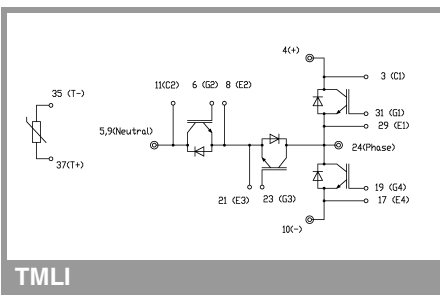 4(+)
3 (C1)
35 (T-)
11(C2) 6 (G2) 8 (E2)
31 (G1)
29 (E1)
5,9(Neutral)
24(Phase)
37(T+)
21 (E3) 23 (G3)
19 (G4)
17 (E4)
10(-)
TMLI